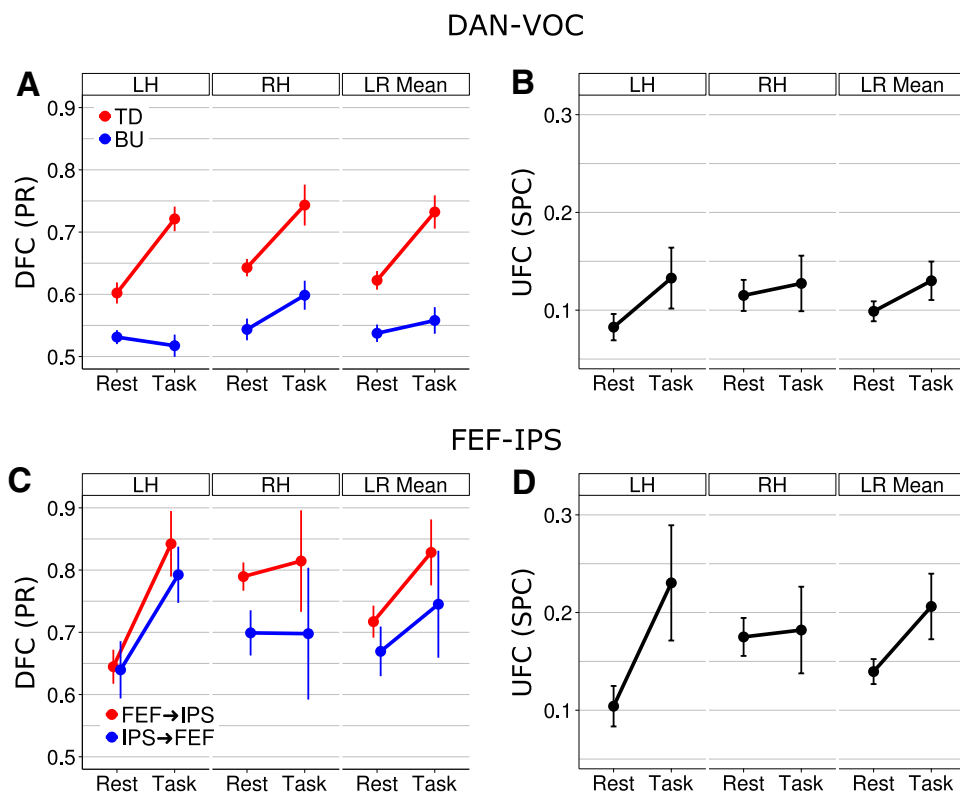 DAN-VOC
A
LH RH LR Mean
TD
BU
DFC (PR)
0.9
0.8
0.7
0.6
0.5
Rest Task Rest Task Rest Task
B
LH RH LR Mean
UFC (SPC)
0.3
0.2
0.1
Rest Task Rest Task Rest Task
FEF-IPS
C
LH RH LR Mean
DFC (PR)
0.9
0.8
0.7
0.6
0.5
FEF→IPS
IPS→FEF
Rest Task Rest Task Rest Task
D
LH RH LR Mean
UFC (SPC)
0.3
0.2
0.1
Rest Task Rest Task Rest Task